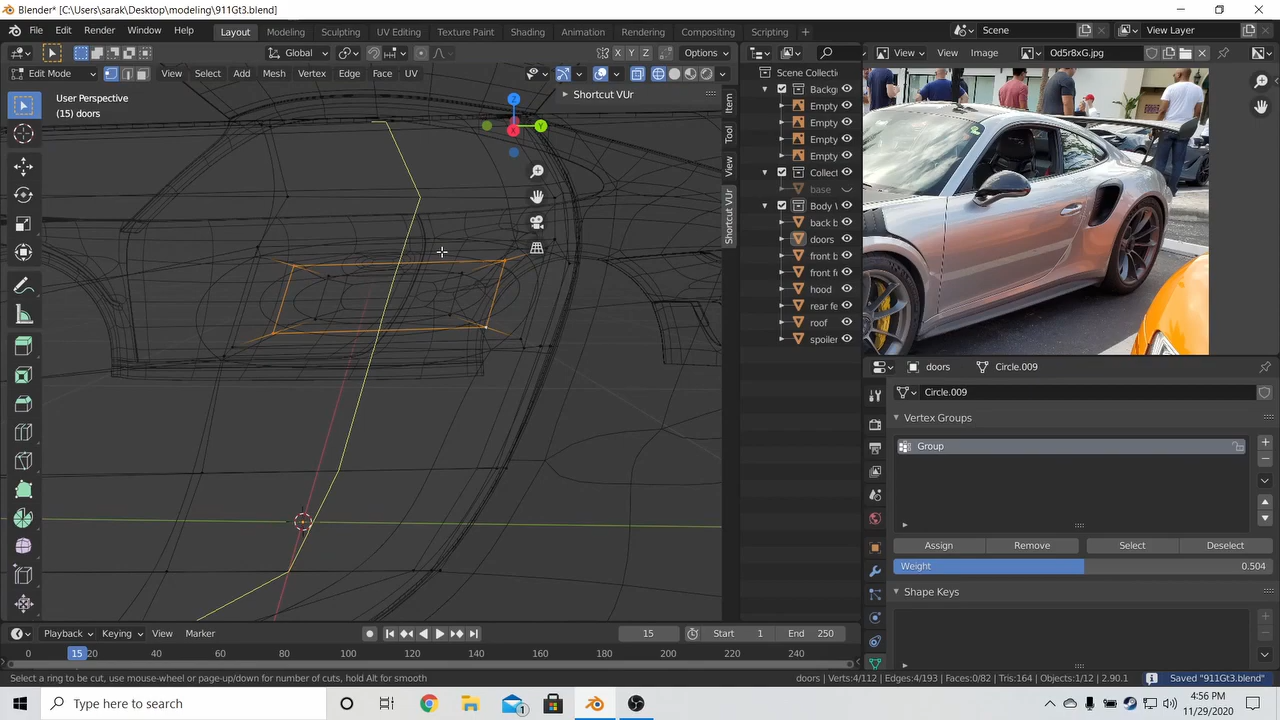 Blender* [C:\Users\sarak\Desktop\modeling\911Gt3.blend]
File Edit Render Window Help Layout Modeling Sculpting UV Editing Texture Paint Shading Animation Rendering Compositing Scripting + Scene View Layer
Global X Y Z Options View View Image Od5r8xG.jpg
Edit Mode View Select Add Mesh Vertex Edge Face UV Scene Collecti
User Perspective
(15) doors
Shortcut VUr
Z
Y
X
Item
Tool
View
Shortcut VUr
Backg
Empty
Empty
Empty
Empty
Collect
base
Body V
back b
doors
front b
front fe
hood
rear fe
roof
spoiler
doors Circle.009
Circle.009
Vertex Groups
Group
Assign Remove Select Deselect
Weight 0.504
Shape Keys
Playback Keying View Marker 15 Start 1 End 250
0 15 20 40 60 80 100 120 140 160 180 200 220 240
Select a ring to be cut, use mouse-wheel or page-up/down for number of cuts, hold Alt for smooth doors | Verts:4/112 | Edges:4/193 | Faces:0/82 | Tris:164 | Objects:1/12 | 2.90.1 Saved "911Gt3.blend"
Type here to search 1 4:56 PM
11/29/2020